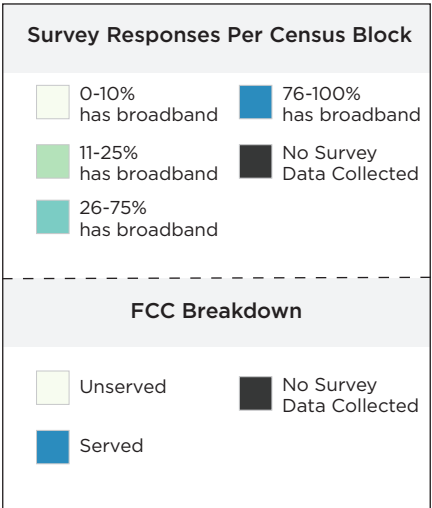 Survey Responses Per Census Block
0-10%
has broadband
11-25%
has broadband
26-75%
has broadband
76-100%
has broadband
No Survey
Data Collected
FCC Breakdown
Unserved
Served
No Survey
Data Collected